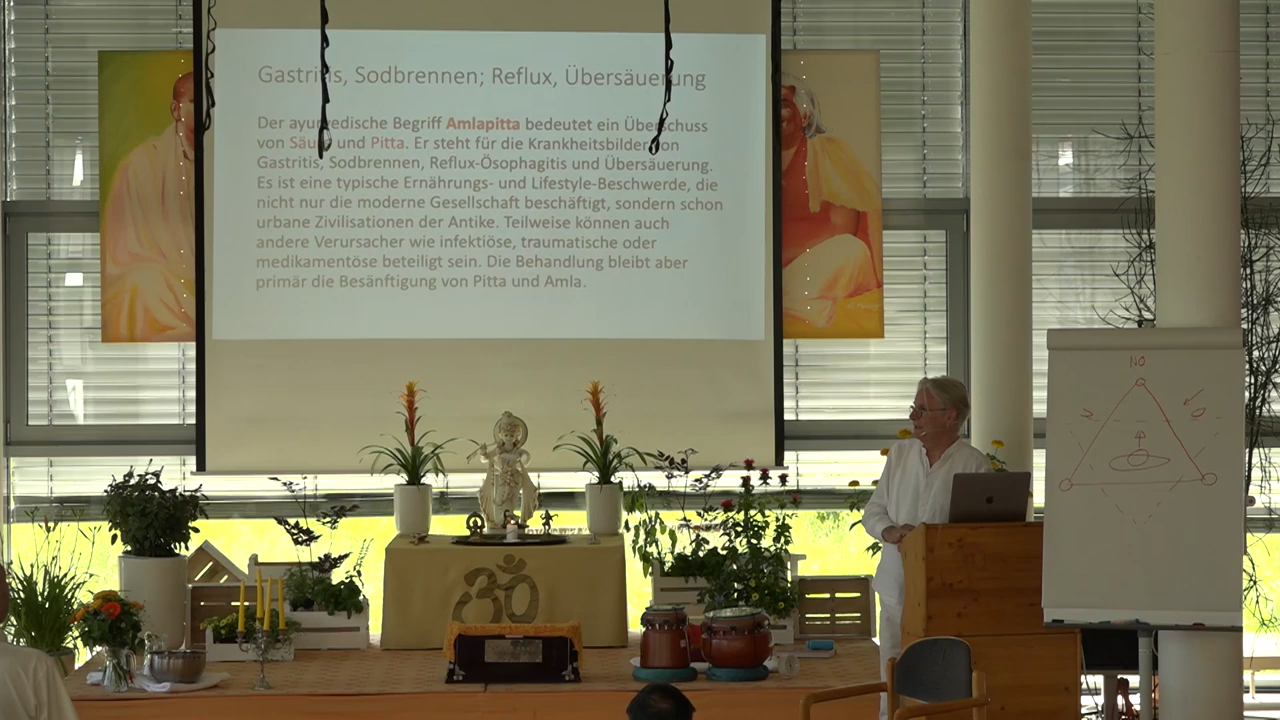 Gastritis, Sodbrennen; Reflux, Übersäuerung
Der ayurvedische Begriff Amlapitta bedeutet ein Überschuss
von Säure und Pitta. Er steht für die Krankheitsbilder von
Gastritis, Sodbrennen, Reflux-Ösophagitis und Übersäuerung.
Es ist eine typische Ernährungs- und Lifestyle-Beschwerde, die
nicht nur die moderne Gesellschaft beschäftigt, sondern schon
urbane Zivilisationen der Antike. Teilweise können auch
andere Verursacher wie infektiöse, traumatische oder
medikamentöse beteiligt sein. Die Behandlung bleibt aber
primär die Besänftigung von Pitta und Amla.
ॐ
NO